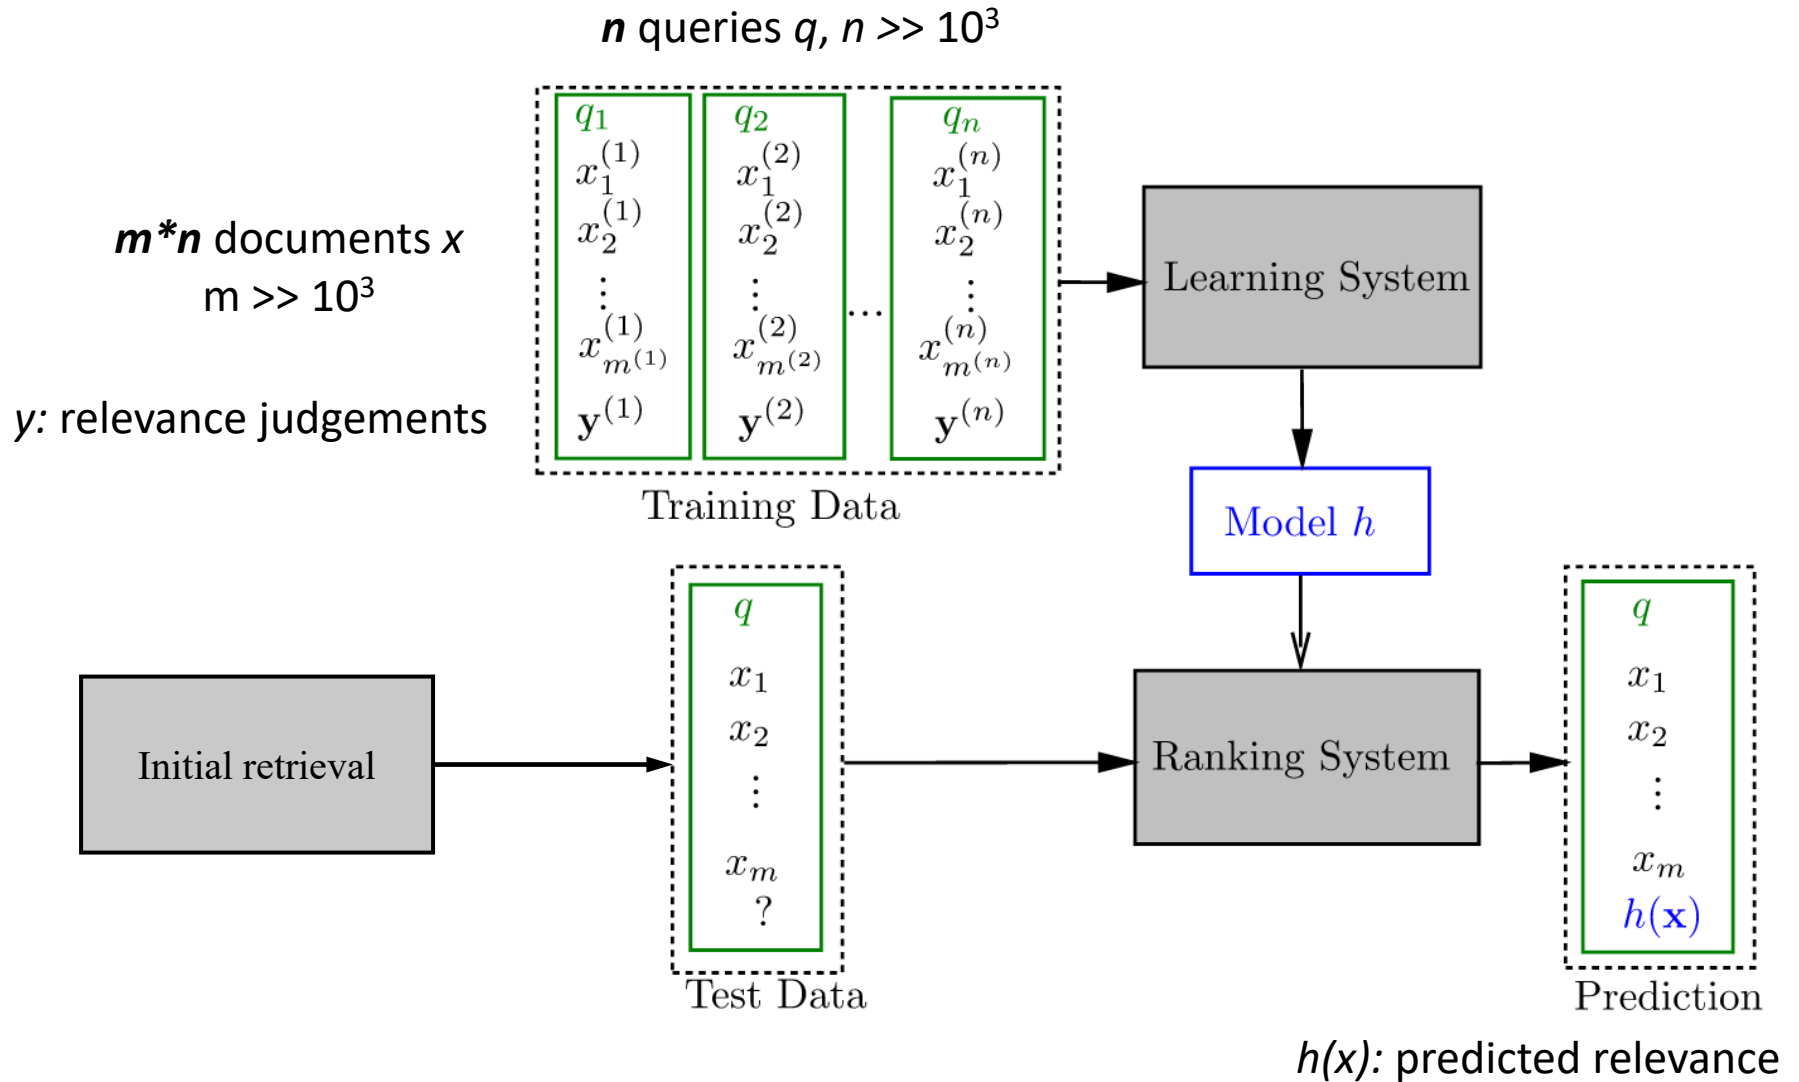 n queries q, n >> 10³
m*n documents x
m >> 10³
y: relevance judgements
q₁
x₁⁽¹⁾
x₂⁽¹⁾
⋮
x_{m⁽¹⁾}⁽¹⁾
y⁽¹⁾
q₂
x₁⁽²⁾
x₂⁽²⁾
⋮
x_{m⁽²⁾}⁽²⁾
y⁽²⁾
...
qₙ
x₁⁽ⁿ⁾
x₂⁽ⁿ⁾
⋮
x_{m⁽ⁿ⁾}⁽ⁿ⁾
y⁽ⁿ⁾
Training Data
Learning System
Model h
Initial retrieval
q
x₁
x₂
⋮
xₘ
?
Test Data
Ranking System
q
x₁
x₂
⋮
xₘ
h(x)
Prediction
h(x): predicted relevance